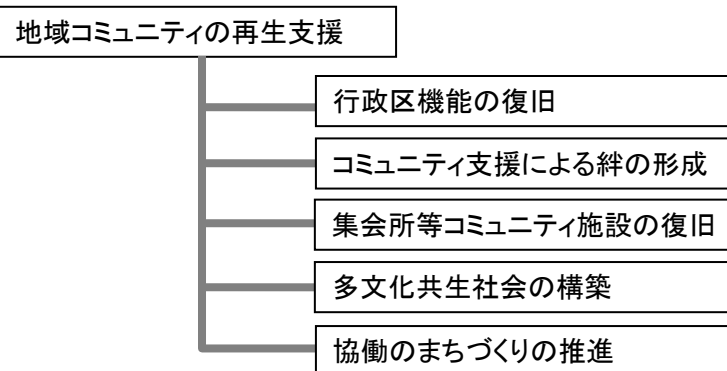 地域コミュニティの再生支援
行政区機能の復旧
コミュニティ支援による絆の形成
集会所等コミュニティ施設の復旧
多文化共生社会の構築
協働のまちづくりの推進